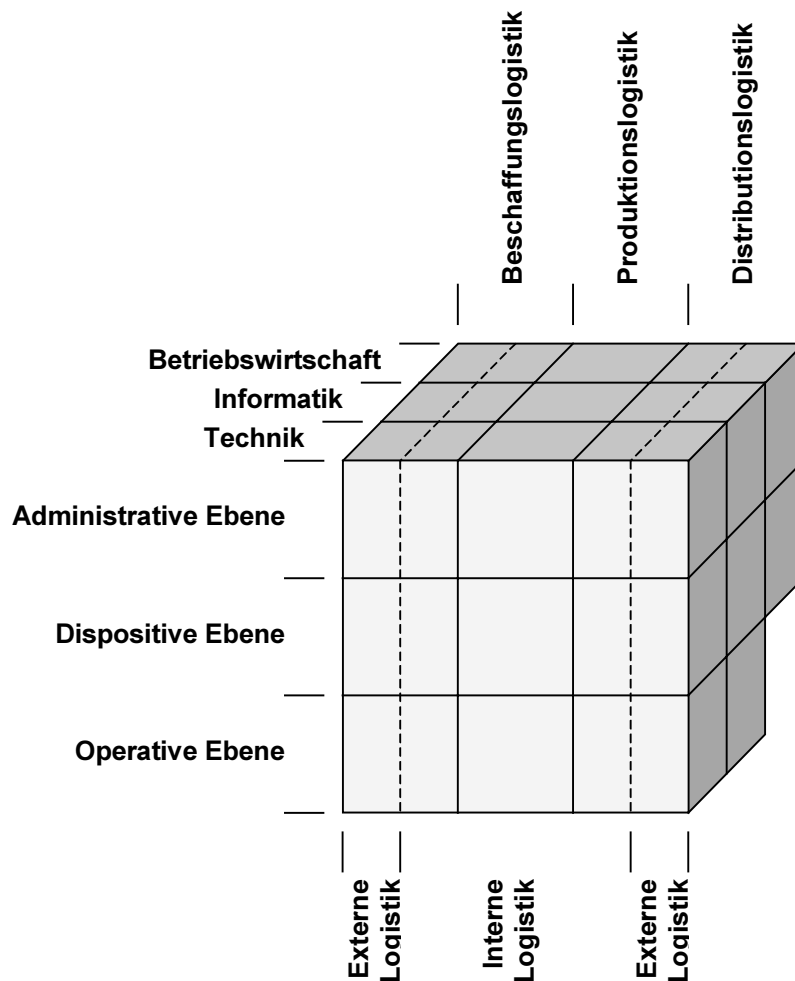 Beschaffungslogistik
Produktionslogistik
Distributionslogistik
Betriebswirtschaft
Informatik
Technik
Administrative Ebene
Dispositive Ebene
Operative Ebene
Externe
Logistik
Interne
Logistik
Externe
Logistik